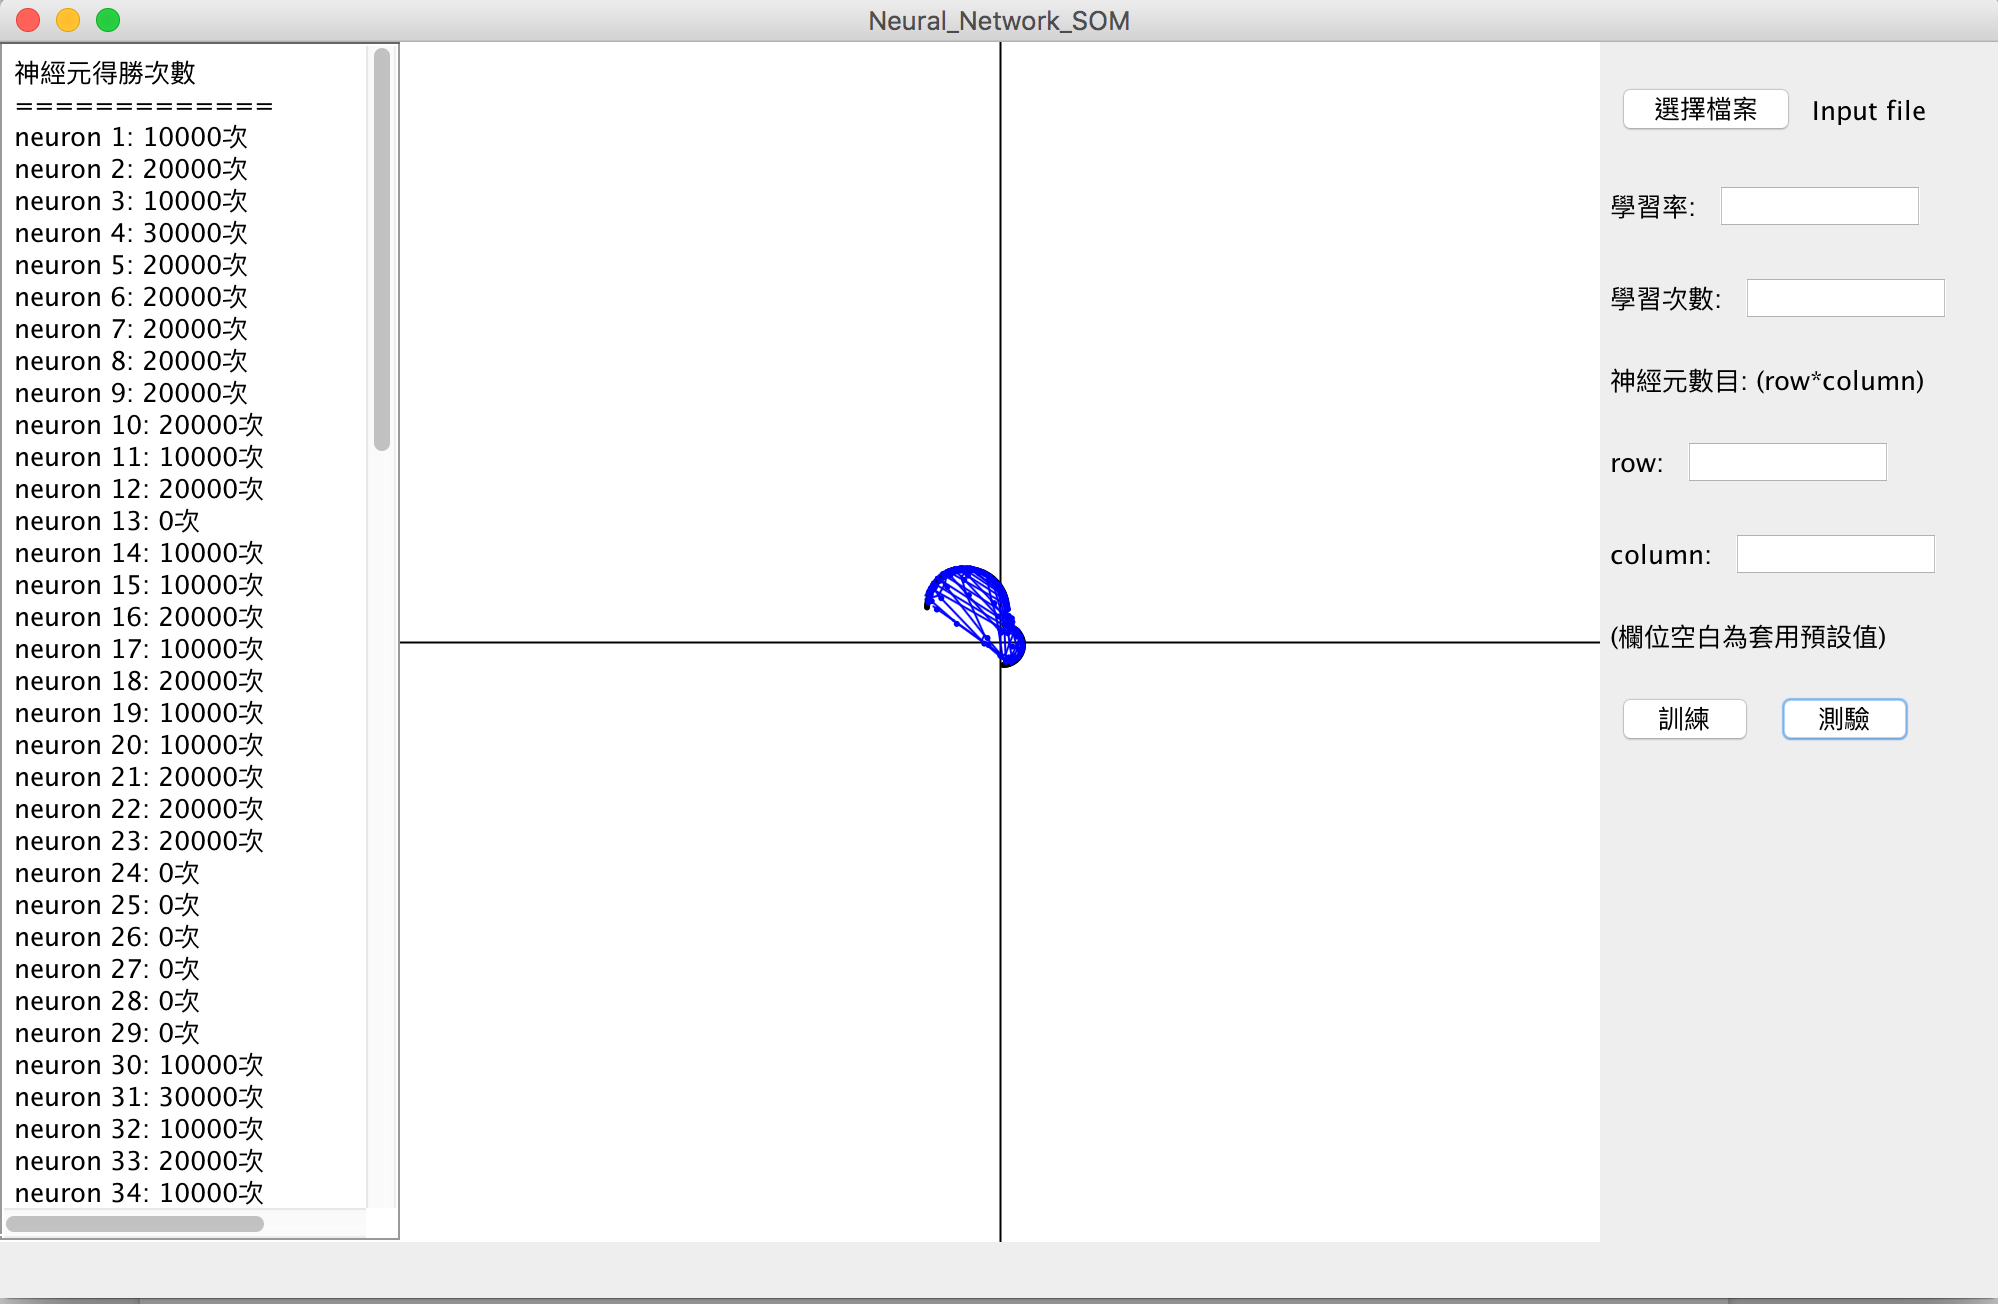 Neural_Network_SOM
神經元得勝次數
=============
neuron 1: 10000次
neuron 2: 20000次
neuron 3: 10000次
neuron 4: 30000次
neuron 5: 20000次
neuron 6: 20000次
neuron 7: 20000次
neuron 8: 20000次
neuron 9: 20000次
neuron 10: 20000次
neuron 11: 10000次
neuron 12: 20000次
neuron 13: 0次
neuron 14: 10000次
neuron 15: 10000次
neuron 16: 20000次
neuron 17: 10000次
neuron 18: 20000次
neuron 19: 10000次
neuron 20: 10000次
neuron 21: 20000次
neuron 22: 20000次
neuron 23: 20000次
neuron 24: 0次
neuron 25: 0次
neuron 26: 0次
neuron 27: 0次
neuron 28: 0次
neuron 29: 0次
neuron 30: 10000次
neuron 31: 30000次
neuron 32: 10000次
neuron 33: 20000次
neuron 34: 10000次
選擇檔案 Input file
學習率:
學習次數:
神經元數目: (row*column)
row:
column:
(欄位空白為套用預設值)
訓練 測驗